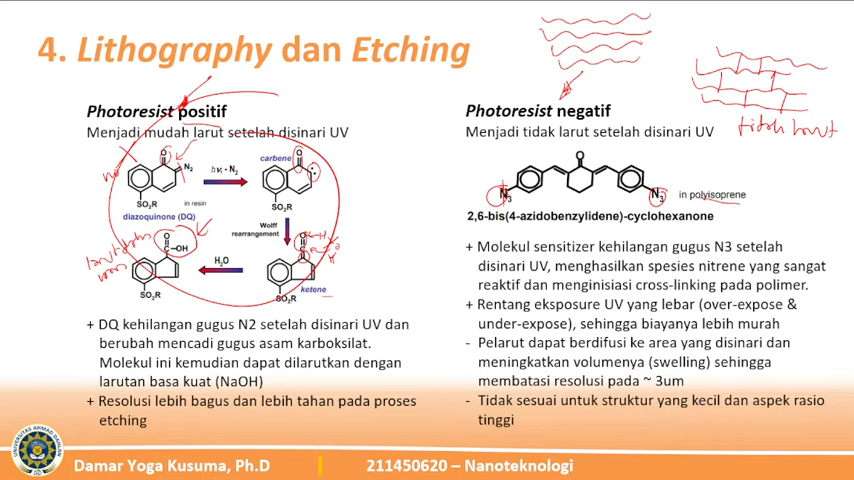 4. Lithography dan Etching
Photoresist positif
Menjadi mudah larut setelah disinari UV
O
N2
hν, - N2
carbene
O
SO2R
in resin
SO2R
diazoquinone (DQ)
Wolff
rearrangement
O
C-OH
H2O
O
C
SO2R
SO2R
ketene
+ DQ kehilangan gugus N2 setelah disinari UV dan
berubah mencadi gugus asam karboksilat.
Molekul ini kemudian dapat dilarutkan dengan
larutan basa kuat (NaOH)
+ Resolusi lebih bagus dan lebih tahan pada proses
etching
tidak larut
Photoresist negatif
Menjadi tidak larut setelah disinari UV
O
N3
N3
in polyisoprene
2,6-bis(4-azidobenzylidene)-cyclohexanone
+ Molekul sensitizer kehilangan gugus N3 setelah
disinari UV, menghasilkan spesies nitrene yang sangat
reaktif dan menginisiasi cross-linking pada polimer.
+ Rentang eksposure UV yang lebar (over-expose &
under-expose), sehingga biayanya lebih murah
- Pelarut dapat berdifusi ke area yang disinari dan
meningkatkan volumenya (swelling) sehingga
membatasi resolusi pada ~ 3um
- Tidak sesuai untuk struktur yang kecil dan aspek rasio
tinggi
UNIVERSITAS AHMAD DAHLAN
Damar Yoga Kusuma, Ph.D
211450620 – Nanoteknologi